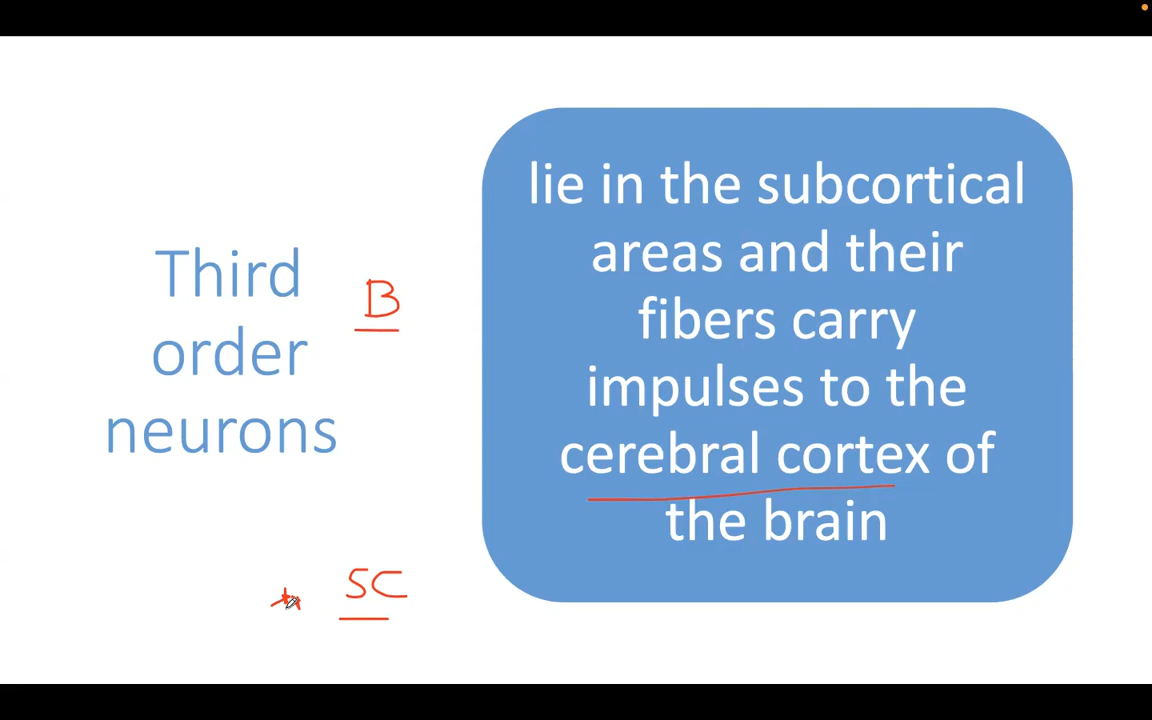 Third
order
neurons
B
SC
lie in the subcortical
areas and their
fibers carry
impulses to the
cerebral cortex of
the brain